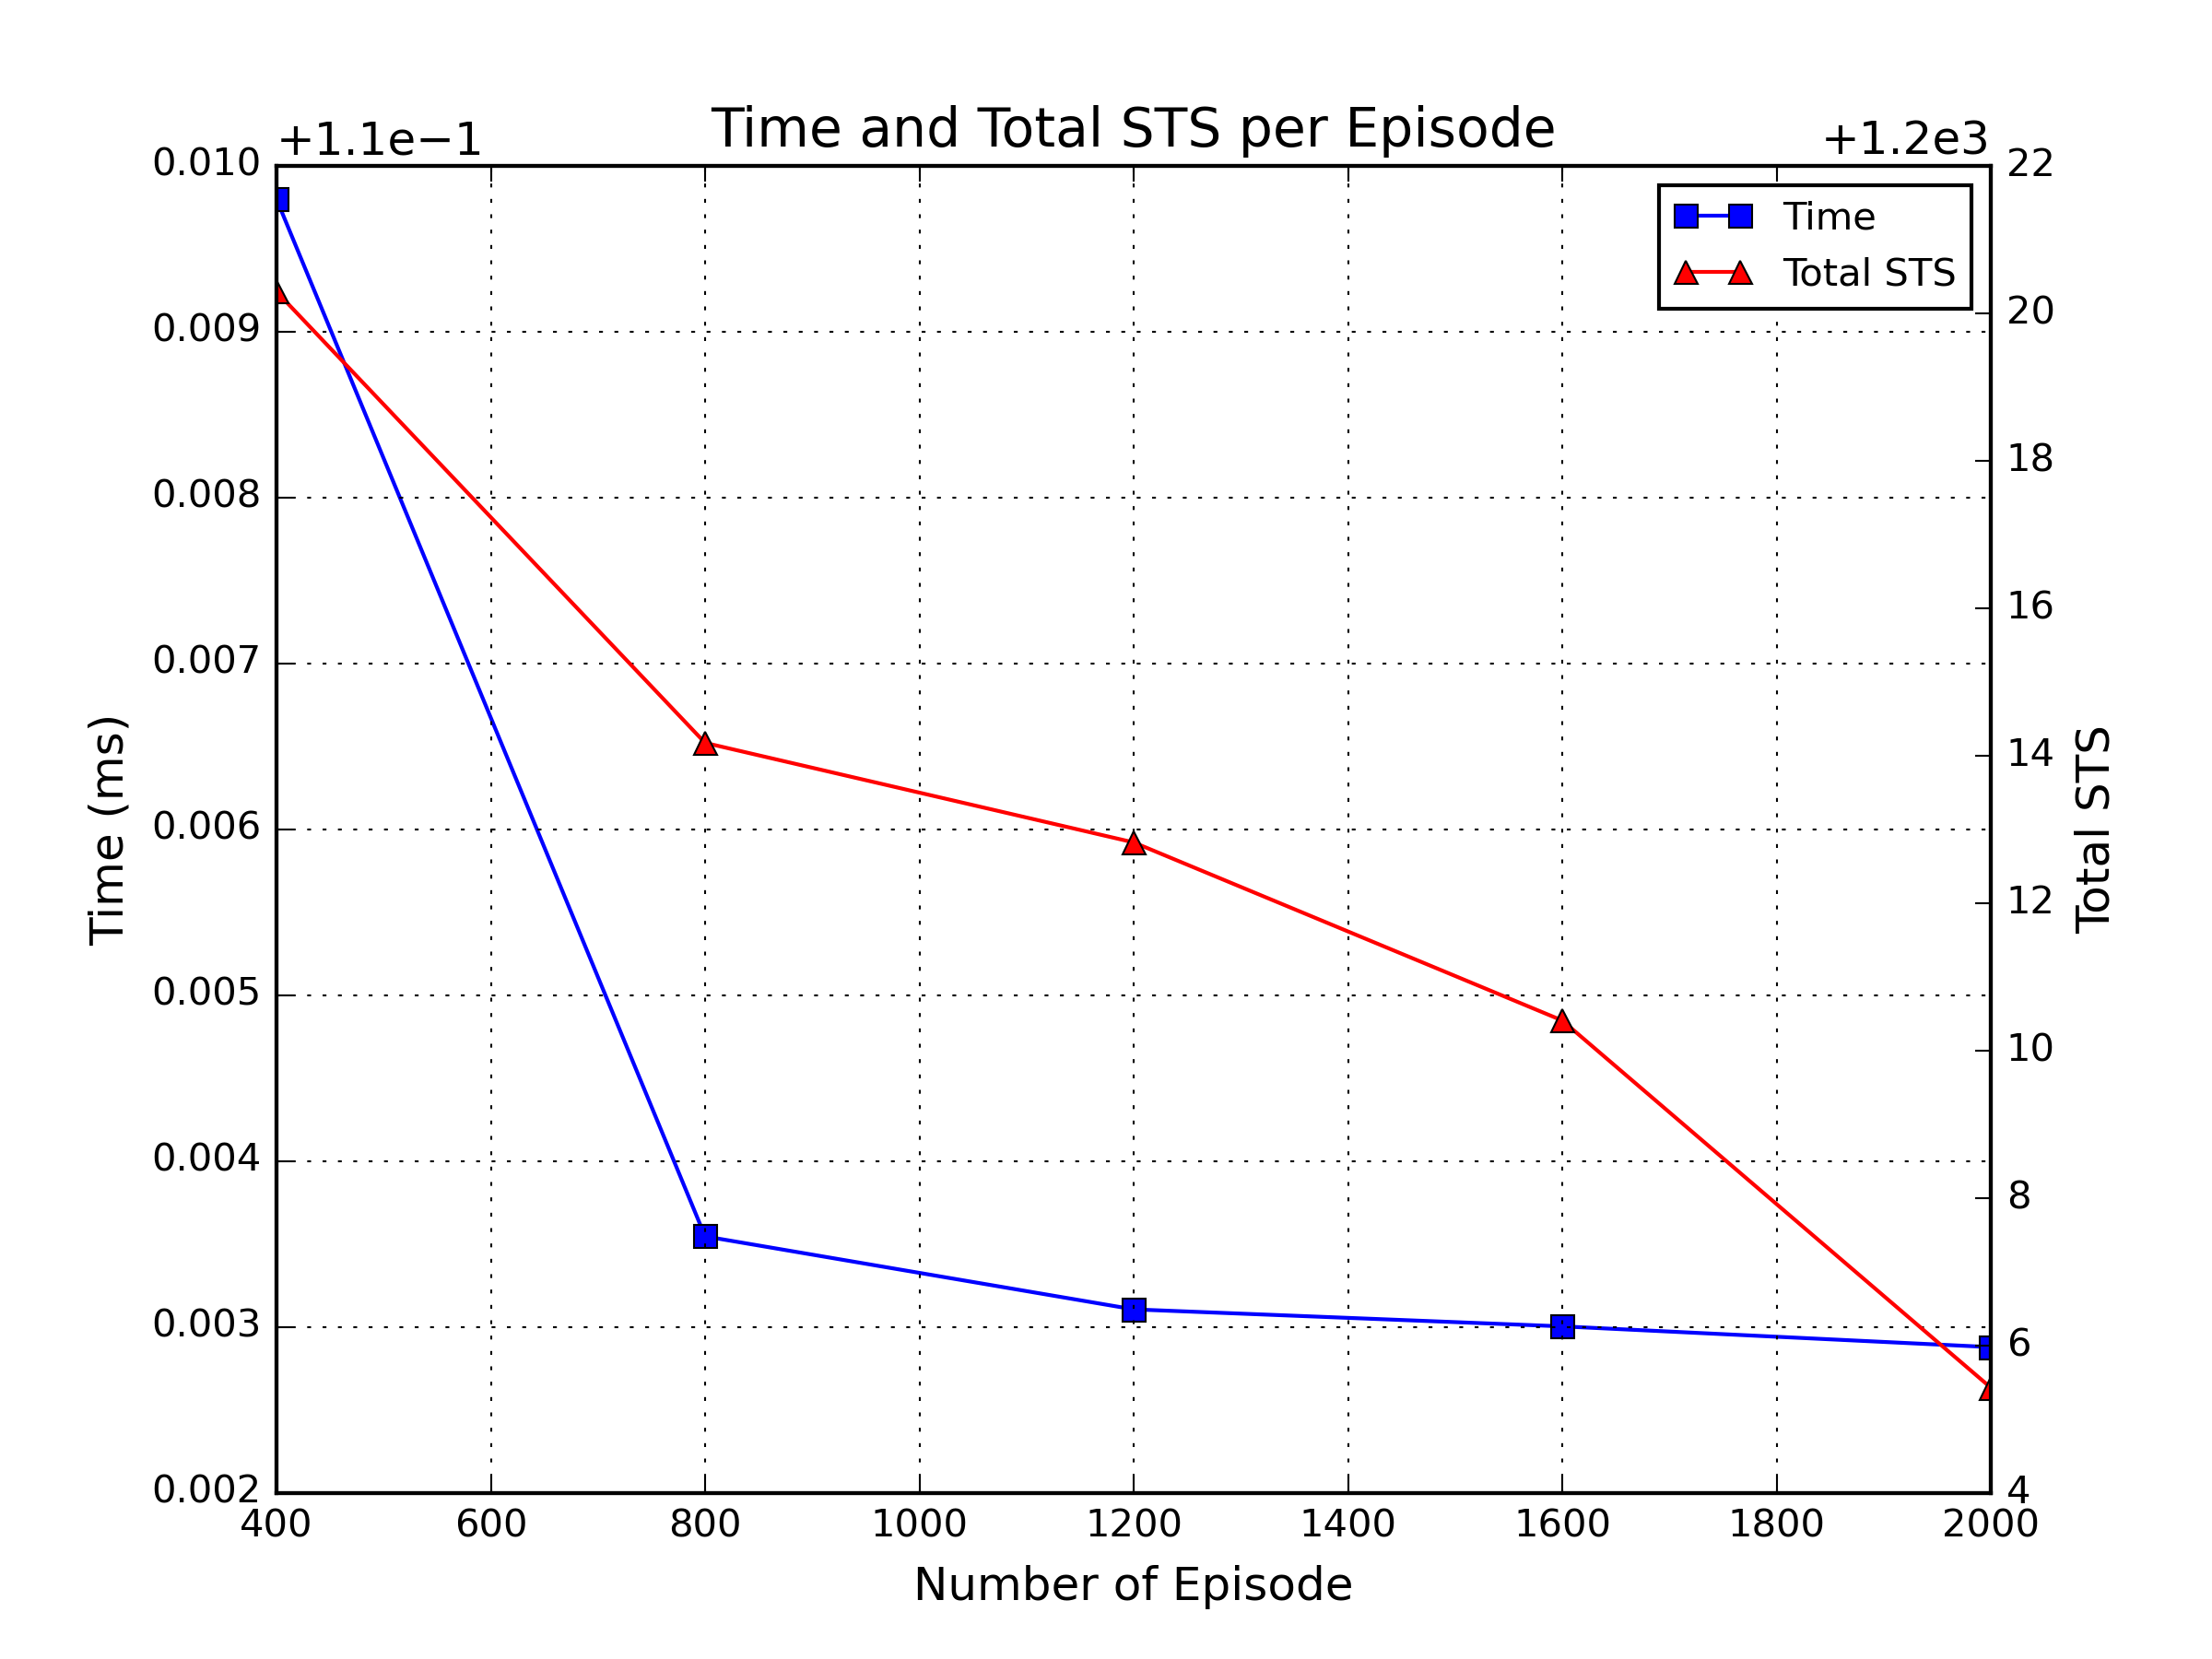 Time and Total STS per Episode
+1.1e−1
+1.2e3
Time
Total STS
0.010
0.009
0.008
0.007
0.006
0.005
0.004
0.003
0.002
Time (ms)
22
20
18
16
14
12
10
8
6
4
Total STS
400 600 800 1000 1200 1400 1600 1800 2000
Number of Episode